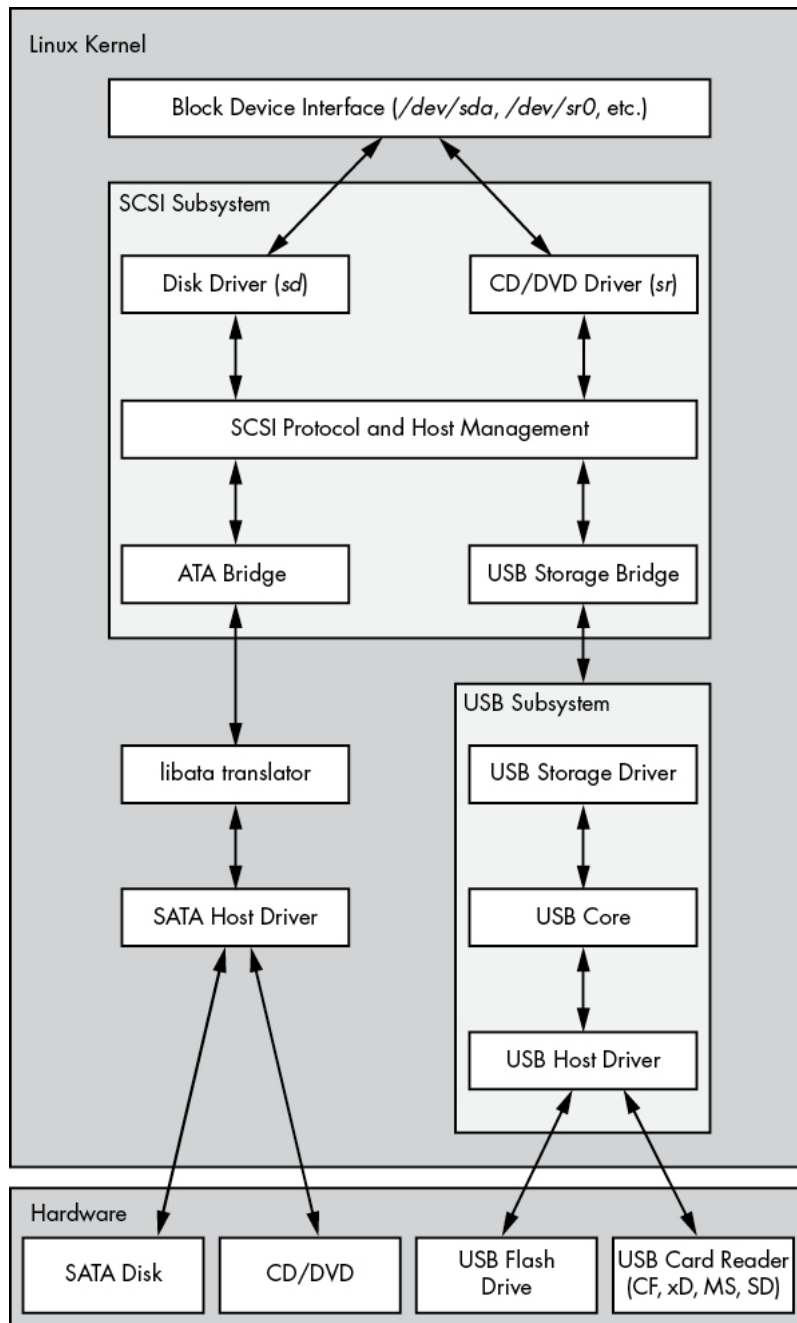 Linux Kernel
Block Device Interface (/dev/sda, /dev/sr0, etc.)
SCSI Subsystem
Disk Driver (sd)
CD/DVD Driver (sr)
SCSI Protocol and Host Management
ATA Bridge
USB Storage Bridge
USB Subsystem
libata translator
USB Storage Driver
SATA Host Driver
USB Core
USB Host Driver
Hardware
SATA Disk
CD/DVD
USB Flash
Drive
USB Card Reader
(CF, xD, MS, SD)